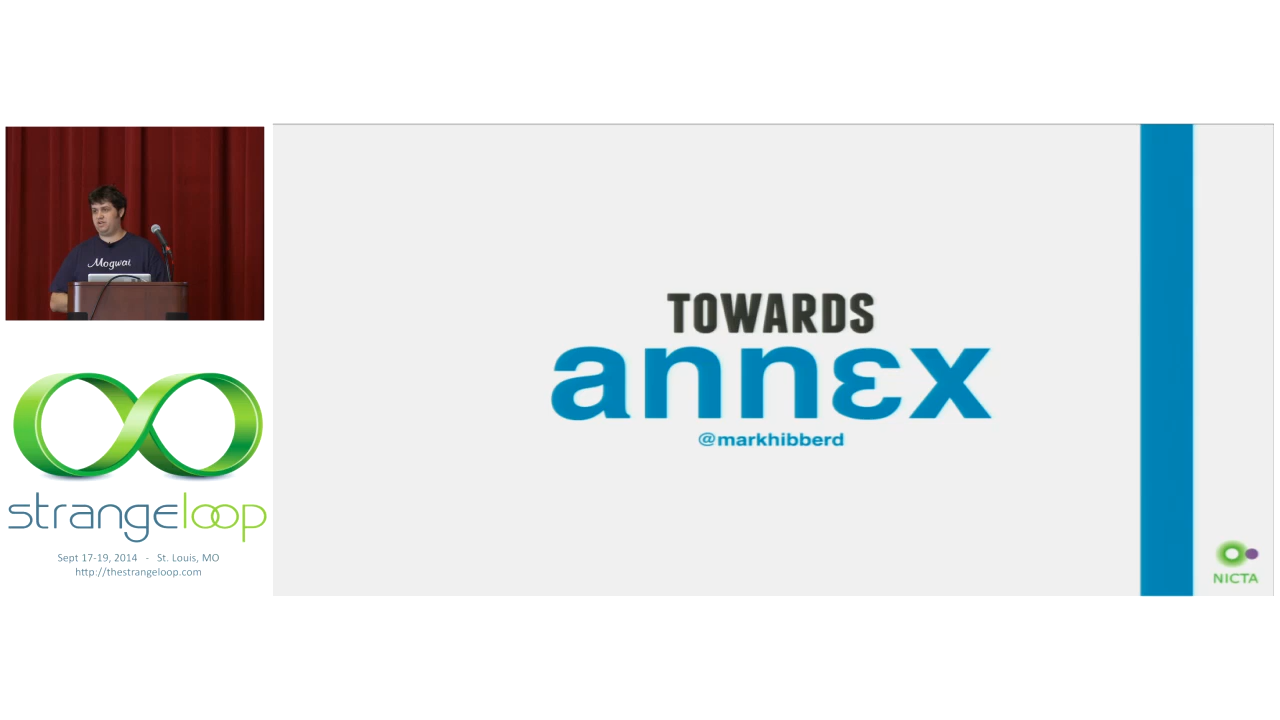 Mogwai
strangeloop
Sept 17-19, 2014 - St. Louis, MO
http://thestrangeloop.com
TOWARDS
annεx
@markhibberd
NICTA